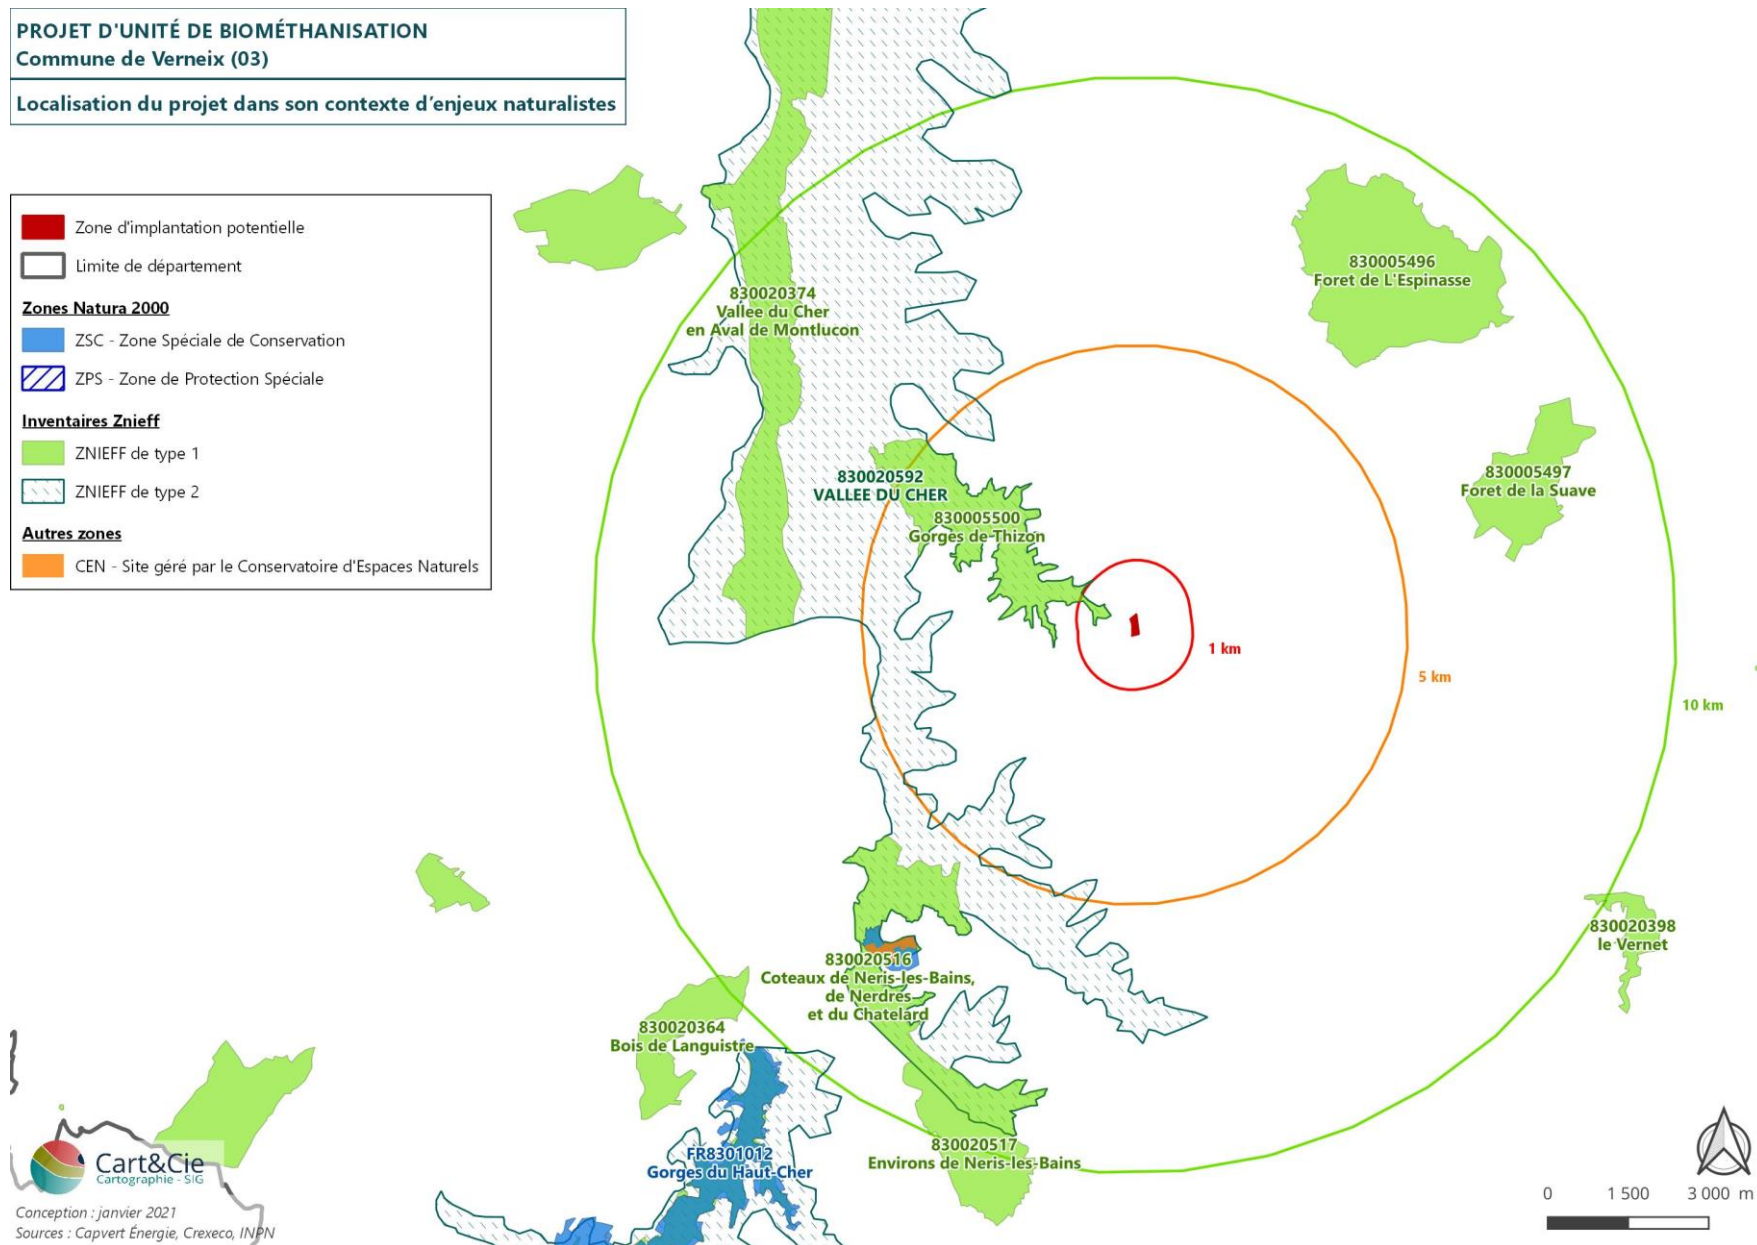 PROJET D'UNITÉ DE BIOMÉTHANISATION
Commune de Verneix (03)
Localisation du projet dans son contexte d'enjeux naturalistes
Zone d'implantation potentielle
Limite de département
Zones Natura 2000
ZSC - Zone Spéciale de Conservation
ZPS - Zone de Protection Spéciale
Inventaires Znieff
ZNIEFF de type 1
ZNIEFF de type 2
Autres zones
CEN - Site géré par le Conservatoire d'Espaces Naturels
830020374
Vallee du Cher
en Aval de Montlucon
830005496
Foret de L'Espinasse
830005497
Foret de la Suave
830020592
VALLEE DU CHER
830005500
Gorges de Thizon
1 km
5 km
10 km
830020516
Coteaux de Neris-les-Bains,
de Nerdres
et du Chatelard
830020398
le Vernet
830020364
Bois de Languistre
FR8301012
Gorges du Haut-Cher
830020517
Environs de Neris-les-Bains
Cart&Cie
Cartographie - SIG
Conception : janvier 2021
Sources : Capvert Énergie, Crexeco, INPN
0 1 500 3 000 m